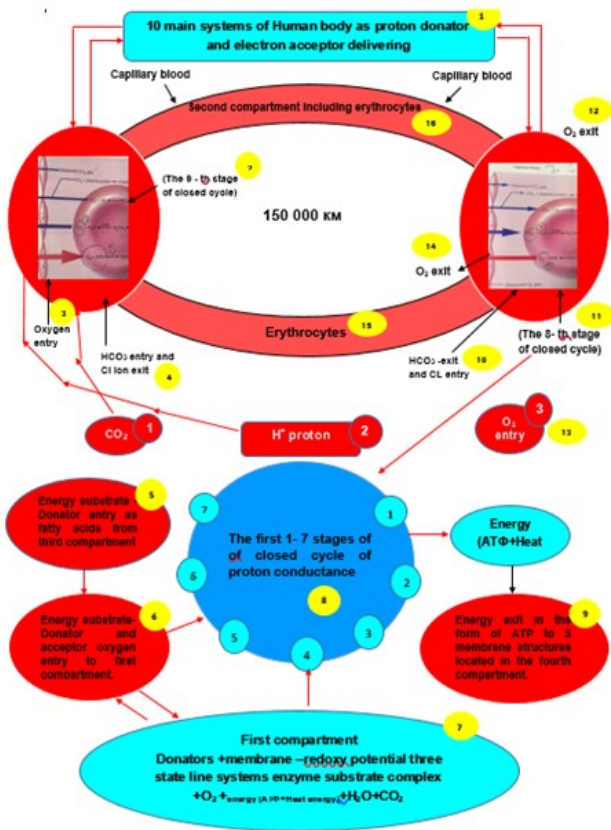 10 main systems of Human body as proton donator
and electron acceptor delivering
1
Capillary blood
Capillary blood
Second compartment including erythrocytes
16
12
O₂ exit
2
(The 9 - th stage
of closed cycle)
150 000 км
14
O₂ exit
3
Oxygen
entry
HCO₃ entry and
Cl ion exit
4
Erythrocytes
15
HCO₃ -exit
and CL entry
10
11
(The 8- th stage
of closed cycle)
CO₂
1
H⁺ proton
2
O₂
entry
3
13
Energy substrate -
Donator entry as
fatty acids from
third compartment
5
The first 1- 7 stages of
of closed cycle of
proton conductance
8
1
2
3
4
5
6
7
Energy
(АТФ+Heat
Energy substrate-
Donator and
acceptor oxygen
entry to first
compartment.
6
Energy exit in the
form of ATP to 5
membrane structures
located in the fourth
compartment.
9
First compartment
Donators +membrane –redoxy potential three
state line systems enzyme substrate complex
+O₂ +energy (АТФ+Heat energy)+H₂O+CO₂
7